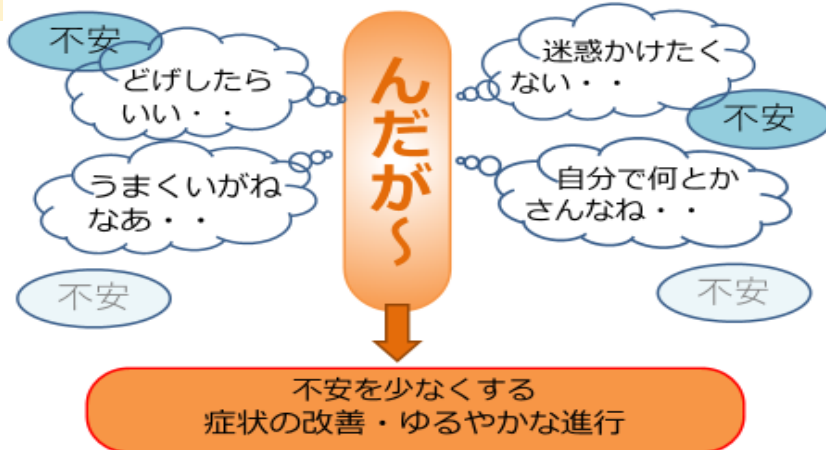 不安
どげしたら
いい・・
迷惑かけたく
ない・・
不安
んだが～
うまくいがね
なあ・・
自分で何とか
さんなね・・
不安
不安
不安を少なくする
症状の改善・ゆるやかな進行